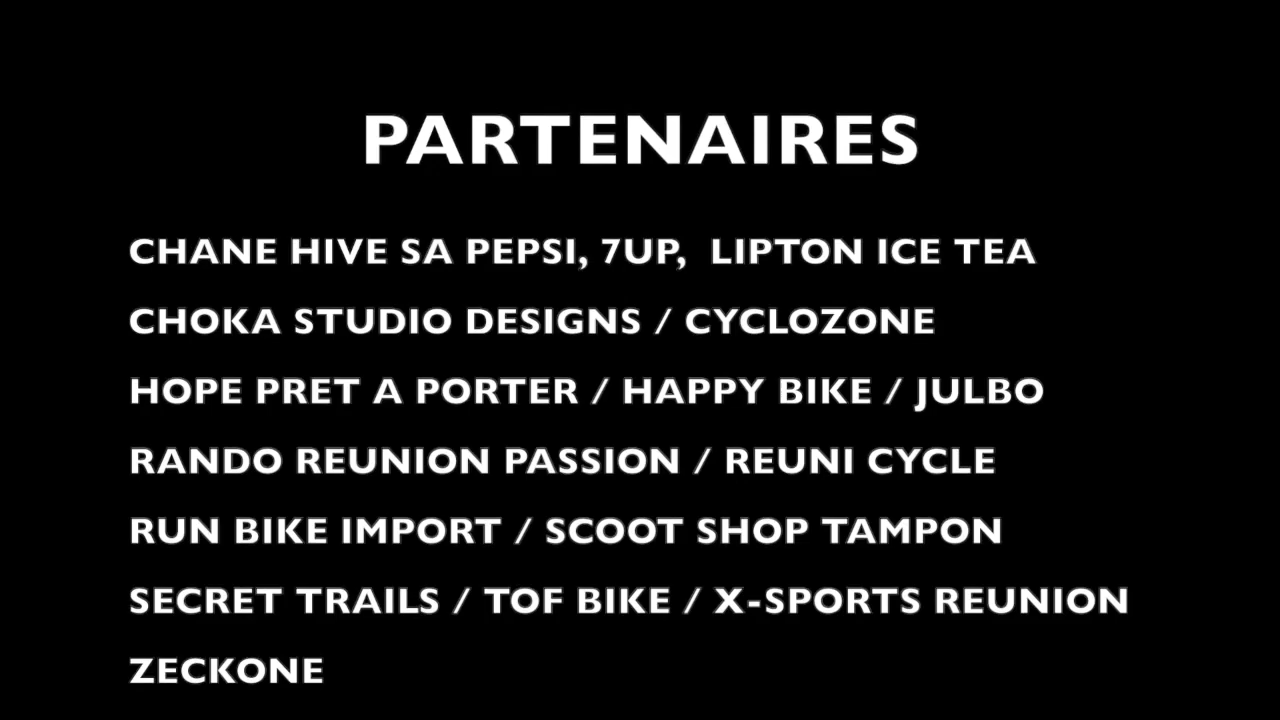 PARTENAIRES
CHANE HIVE SA PEPSI, 7UP,  LIPTON ICE TEA
CHOKA STUDIO DESIGNS / CYCLOZONE
HOPE PRET A PORTER / HAPPY BIKE / JULBO
RANDO REUNION PASSION / REUNI CYCLE
RUN BIKE IMPORT / SCOOT SHOP TAMPON
SECRET TRAILS / TOF BIKE / X-SPORTS REUNION
ZECKONE